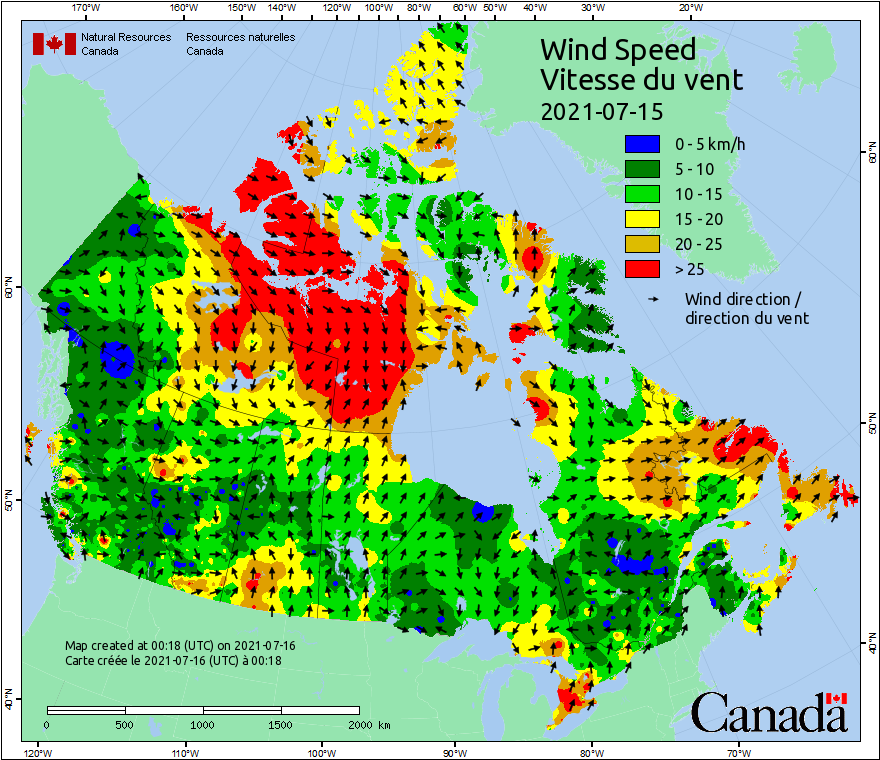 170°W 160°W 150°W 140°W 130°W 120°W 110°W 100°W 80°W 60°W 50°W 40°W 30°W 20°W
Natural Resources Canada
Ressources naturelles Canada
Wind Speed
Vitesse du vent
2021-07-15
0 - 5 km/h
5 - 10
10 - 15
15 - 20
20 - 25
> 25
Wind direction /
direction du vent
60°N
50°N
40°N
60°N
50°N
40°N
Map created at 00:18 (UTC) on 2021-07-16
Carte créée le 2021-07-16 (UTC) à 00:18
0 500 1000 1500 2000 km
Canada
120°W 110°W 100°W 90°W 80°W 70°W